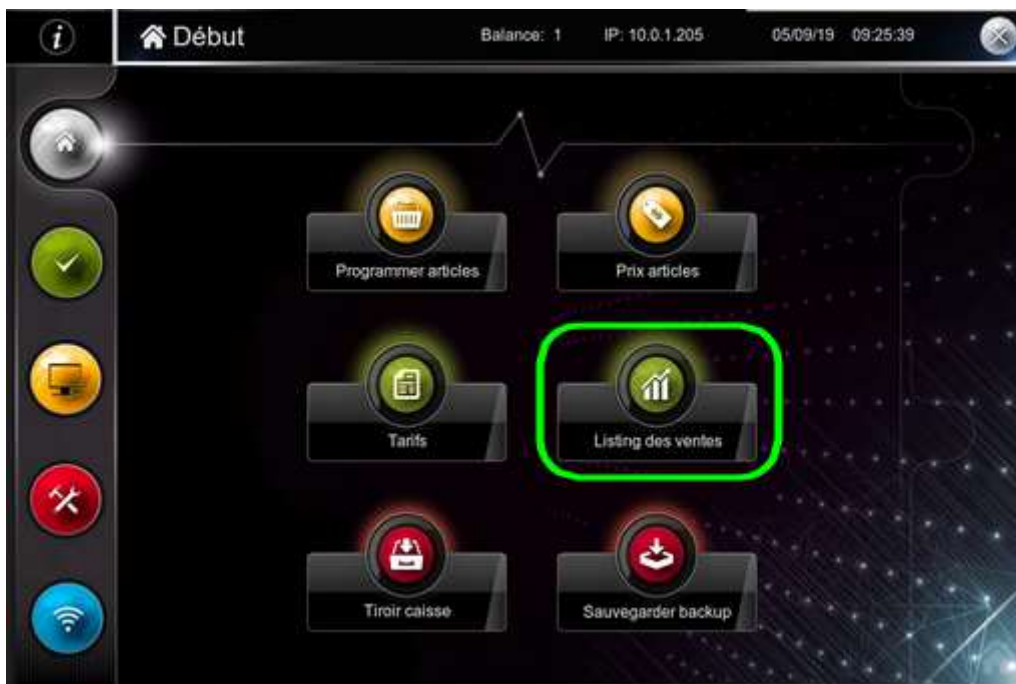 i Début Balance: 1 IP: 10.0.1.205 05/09/19 09:25:39
Programmer articles Prix articles
Tarifs Listing des ventes
Tiroir caisse Sauvegarder backup